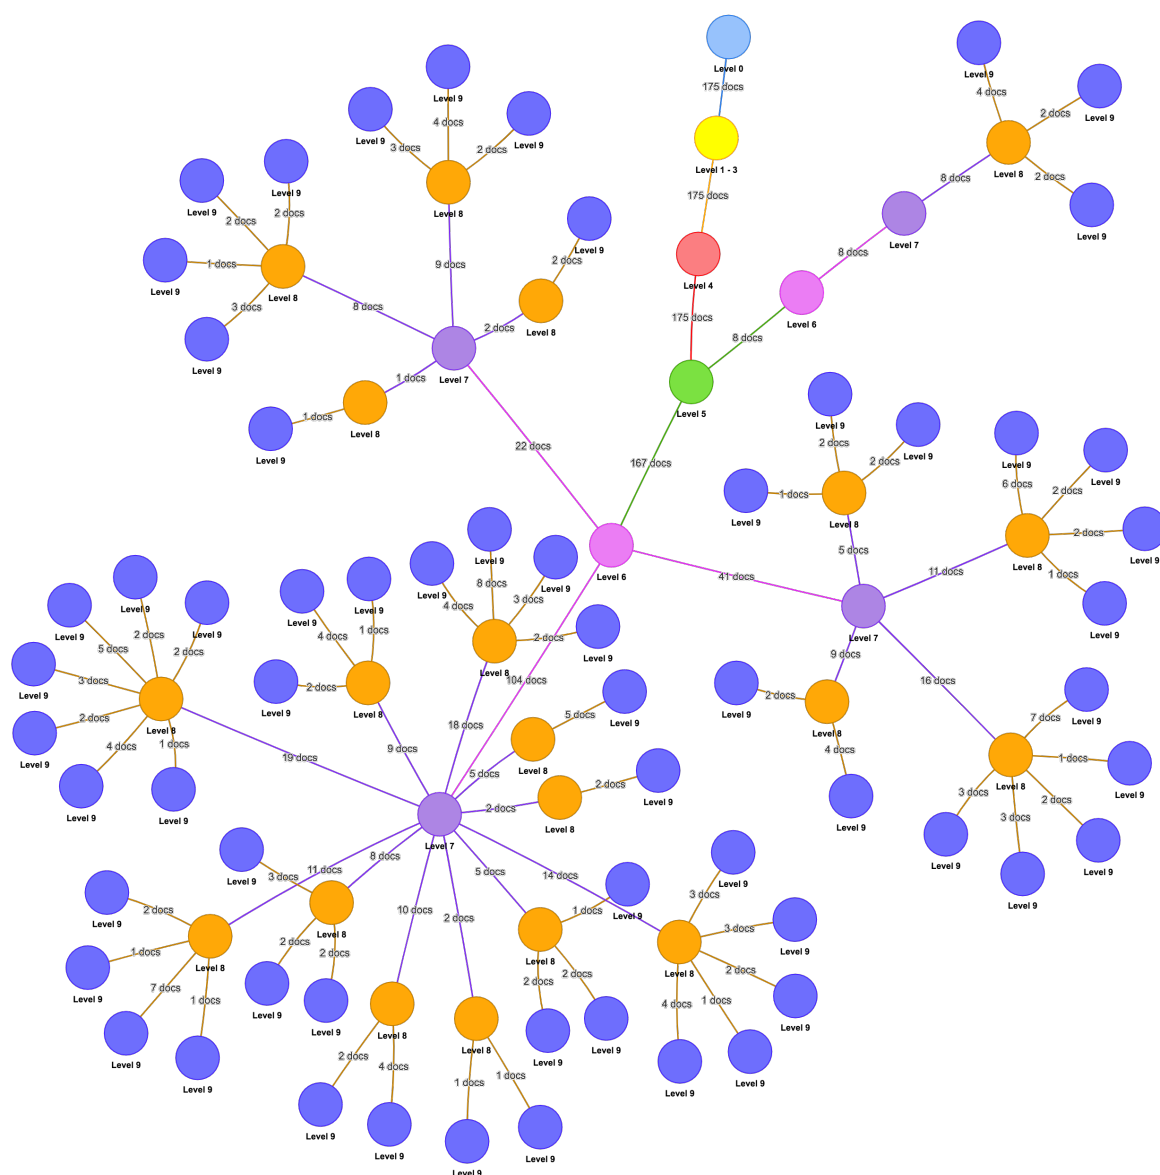 Level 0
175 docs
Level 1 - 3
175 docs
Level 4
175 docs
Level 5
8 docs
Level 6
8 docs
Level 7
8 docs
Level 8
4 docs
Level 9
2 docs
Level 9
2 docs
Level 9
167 docs
Level 6
22 docs
Level 7
9 docs
Level 8
3 docs
Level 9
4 docs
Level 9
2 docs
Level 9
8 docs
Level 8
2 docs
Level 9
2 docs
Level 9
1 docs
Level 9
3 docs
Level 9
2 docs
Level 8
2 docs
Level 9
1 docs
Level 8
1 docs
Level 9
41 docs
Level 7
5 docs
Level 8
2 docs
Level 9
2 docs
Level 9
1 docs
Level 9
11 docs
Level 8
6 docs
Level 9
2 docs
Level 9
2 docs
Level 9
1 docs
Level 9
9 docs
Level 8
2 docs
Level 9
4 docs
Level 9
16 docs
Level 8
7 docs
Level 9
1 docs
Level 9
2 docs
Level 9
3 docs
Level 9
3 docs
Level 9
104 docs
Level 7
18 docs
Level 8
4 docs
Level 9
8 docs
Level 9
3 docs
Level 9
2 docs
Level 9
9 docs
Level 8
4 docs
Level 9
1 docs
Level 9
2 docs
Level 9
19 docs
Level 8
5 docs
Level 9
2 docs
Level 9
2 docs
Level 9
3 docs
Level 9
2 docs
Level 9
4 docs
Level 9
1 docs
Level 9
5 docs
Level 8
5 docs
Level 9
2 docs
Level 8
2 docs
Level 9
11 docs
Level 8
2 docs
Level 9
1 docs
Level 9
7 docs
Level 9
1 docs
Level 9
8 docs
Level 8
3 docs
Level 9
2 docs
Level 9
2 docs
Level 9
10 docs
Level 8
2 docs
Level 9
4 docs
Level 9
2 docs
Level 8
1 docs
Level 9
1 docs
Level 9
5 docs
Level 8
1 docs
Level 9
2 docs
Level 9
2 docs
Level 9
14 docs
Level 8
3 docs
Level 9
3 docs
Level 9
2 docs
Level 9
1 docs
Level 9
4 docs
Level 9